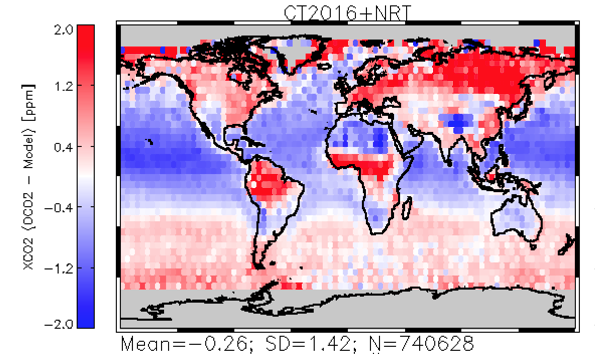 CT2016+NRT
2.0
1.2
0.4
-0.4
-1.2
-2.0
XCO2 (OCO2 - Model) [ppm]
Mean=-0.26; SD=1.42; N=740628